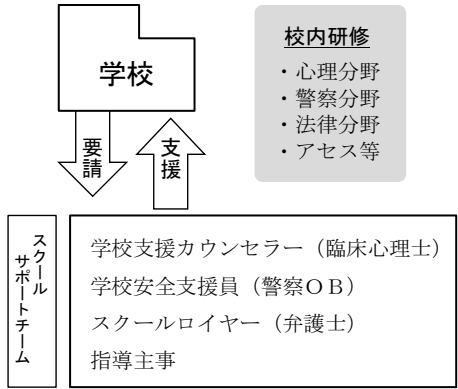 学校
校内研修
・心理分野
・警察分野
・法律分野
・アセス等
要請
支援
スクール
サポートチーム
学校支援カウンセラー（臨床心理士）
学校安全支援員（警察ＯＢ）
スクールロイヤー（弁護士）
指導主事